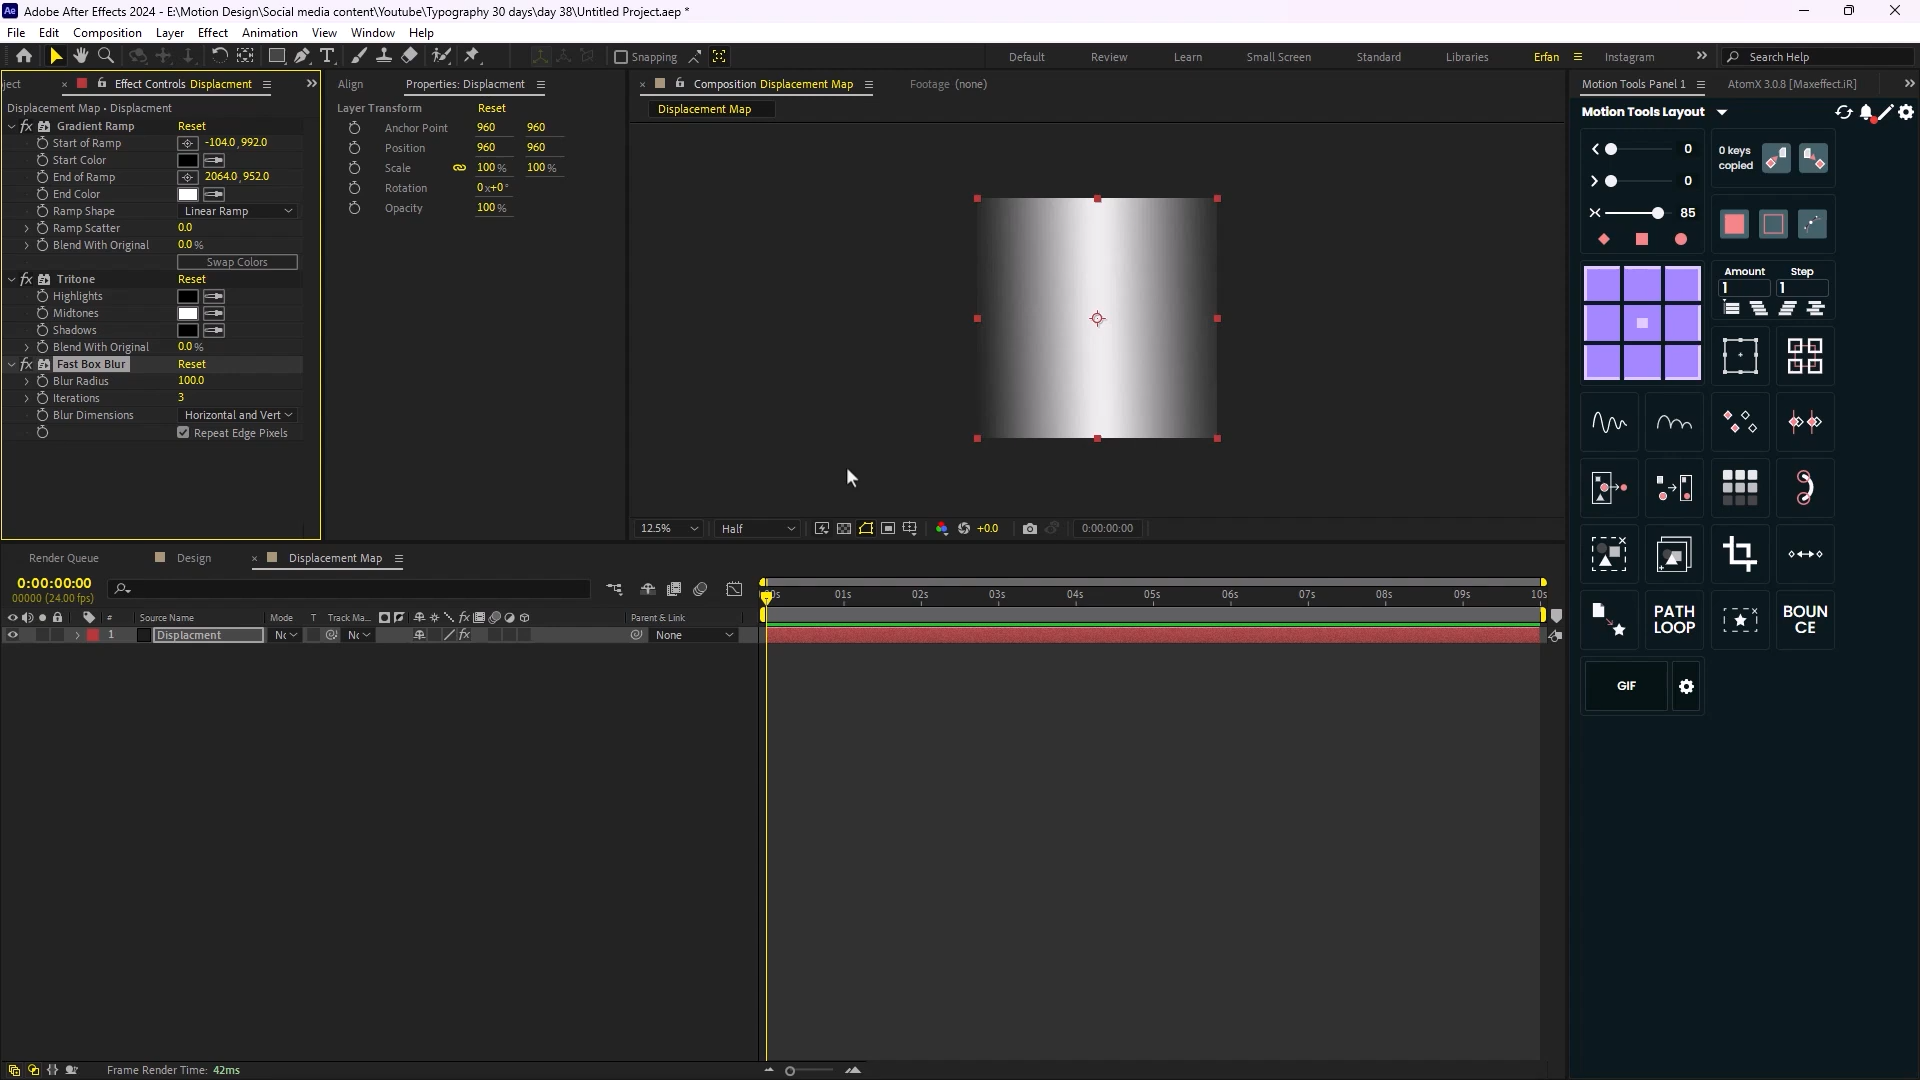 Adobe After Effects 2024 - E:\Motion Design\Social media content\Youtube\Typography 30 days\day 38\Untitled Project.aep *
File Edit Composition Layer Effect Animation View Window Help
Snapping Default Review Learn Small Screen Standard Libraries Erfan Instagram Search Help
ject Effect Controls Displacment
Displacement Map • Displacment
fx Gradient Ramp Reset
Start of Ramp -104.0,992.0
Start Color
End of Ramp 2064.0,952.0
End Color
Ramp Shape Linear Ramp
Ramp Scatter 0.0
Blend With Original 0.0 %
Swap Colors
fx Tritone Reset
Highlights
Midtones
Shadows
Blend With Original 0.0 %
fx Fast Box Blur Reset
Blur Radius 100.0
Iterations 3
Blur Dimensions Horizontal and Vert
Repeat Edge Pixels
Align Properties: Displacment
Layer Transform Reset
Anchor Point 960 960
Position 960 960
Scale 100 % 100 %
Rotation 0x+0°
Opacity 100 %
Composition Displacement Map Footage (none)
Displacement Map
12.5% Half +0.0 0:00:00:00
Motion Tools Panel 1 AtomX 3.0.8 [Maxeffect.iR]
Motion Tools Layout
0
0
85
0 keys
copied
Amount Step
1 1
PATH
LOOP
BOUN
CE
GIF
Render Queue Design Displacement Map
0:00:00:00
00000 (24.00 fps)
# Source Name Mode T Track Ma... fx Parent & Link
1 Displacment Nc Nc fx None
0s 01s 02s 03s 04s 05s 06s 07s 08s 09s 10s
Frame Render Time: 42ms